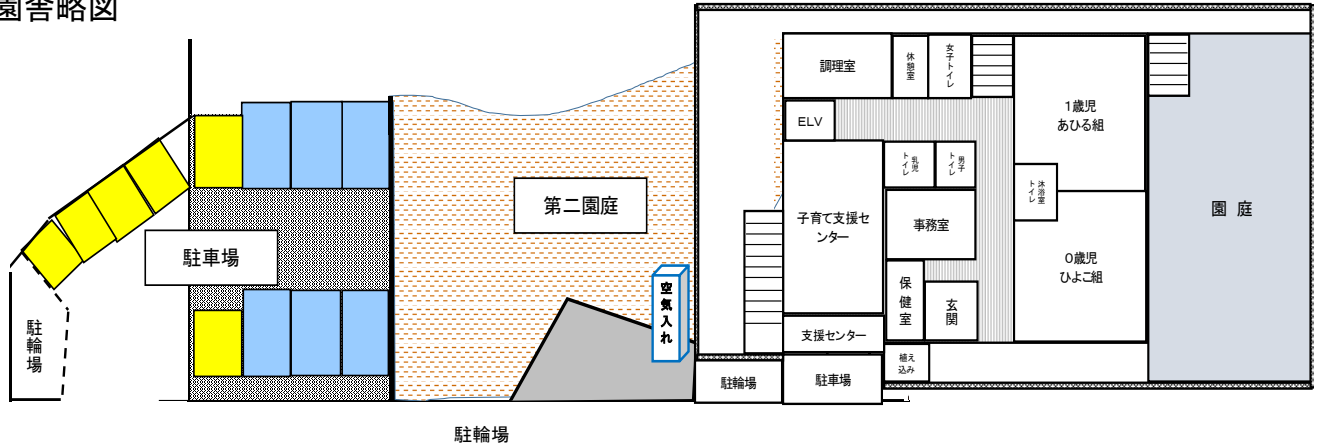 園舎略図
調理室
休憩室
女子トイレ
1歳児
あひる組
ELV
乳児
トイレ
男子
トイレ
沐浴室
トイレ
第二園庭
子育て支援セ
ンター
事務室
園 庭
駐車場
0歳児
ひよこ組
空気入れ
保健室
玄関
駐輪場
支援センター
植え
込み
駐輪場
駐車場
駐輪場